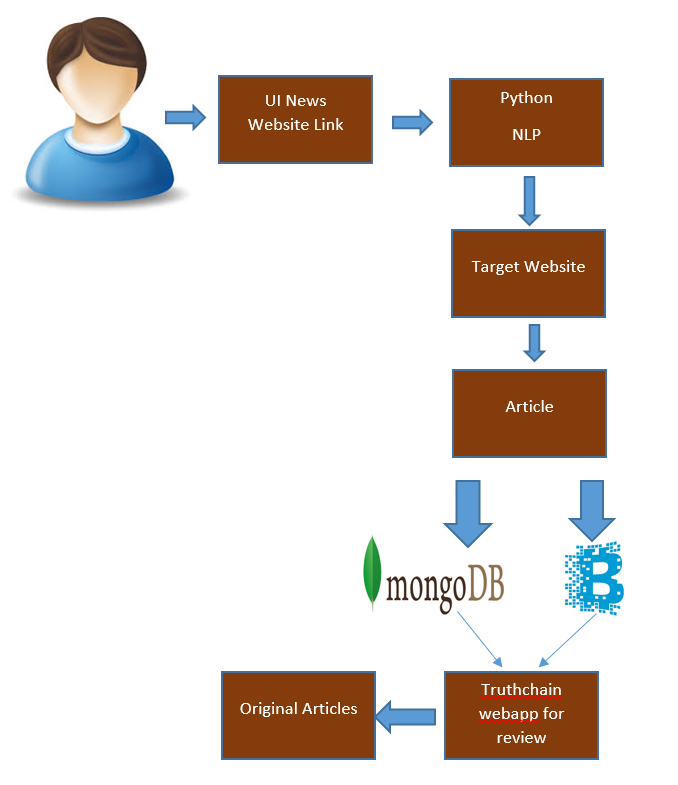 UI News
Website Link
Python
NLP
Target Website
Article
mongoDB
B
Original Articles
Truthchain
webapp for
review